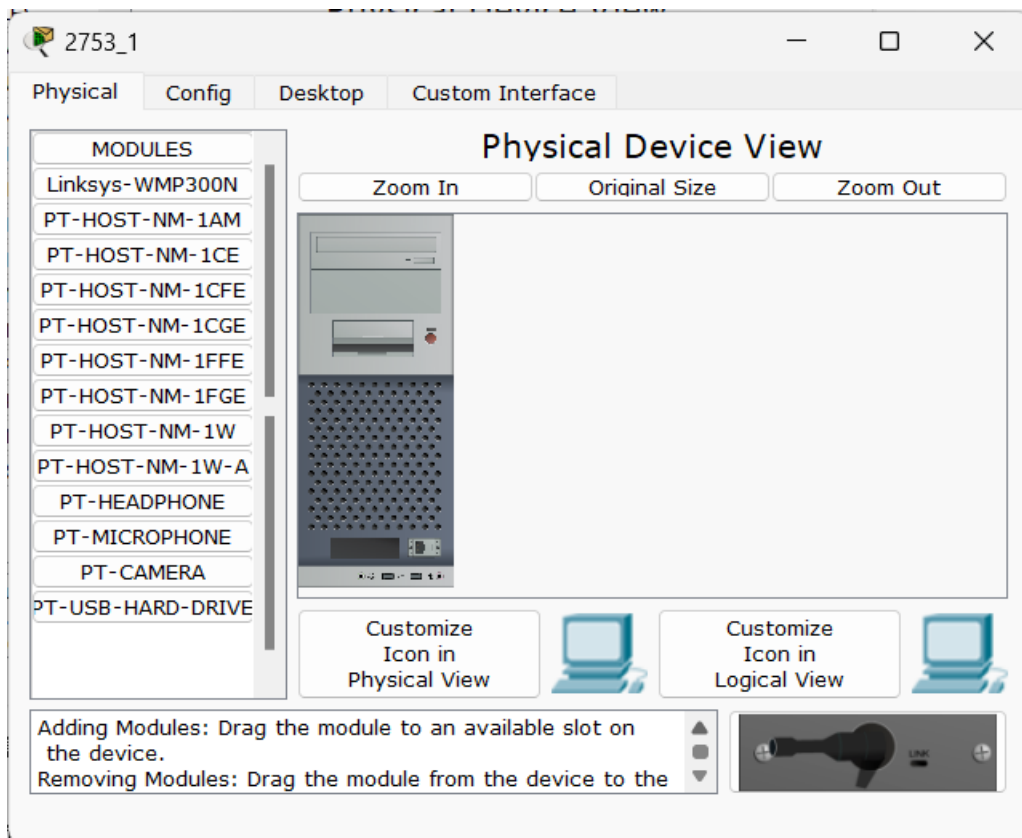 2753_1
Physical Config Desktop Custom Interface
MODULES
Linksys-WMP300N
PT-HOST-NM-1AM
PT-HOST-NM-1CE
PT-HOST-NM-1CFE
PT-HOST-NM-1CGE
PT-HOST-NM-1FFE
PT-HOST-NM-1FGE
PT-HOST-NM-1W
PT-HOST-NM-1W-A
PT-HEADPHONE
PT-MICROPHONE
PT-CAMERA
PT-USB-HARD-DRIVE
Physical Device View
Zoom In Original Size Zoom Out
Customize
Icon in
Physical View
Customize
Icon in
Logical View
Adding Modules: Drag the module to an available slot on
the device.
Removing Modules: Drag the module from the device to the
LINK